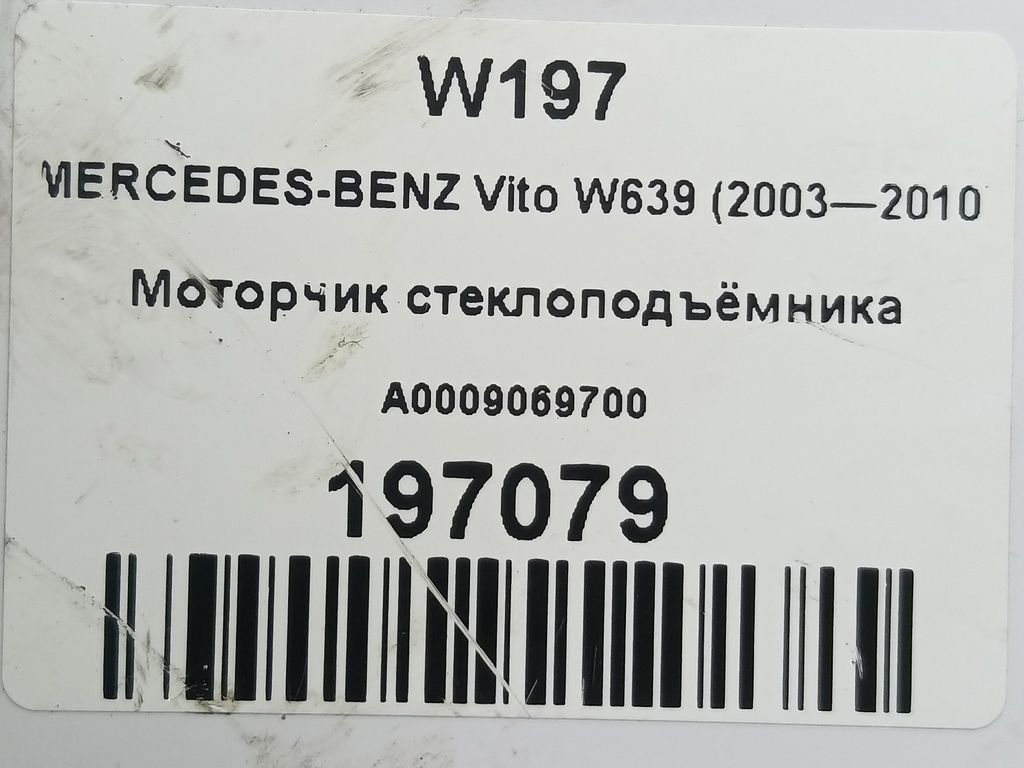 W197
MERCEDES-BENZ Vito W639 (2003—2010
Моторчик стеклоподъёмника
A0009069700
197079